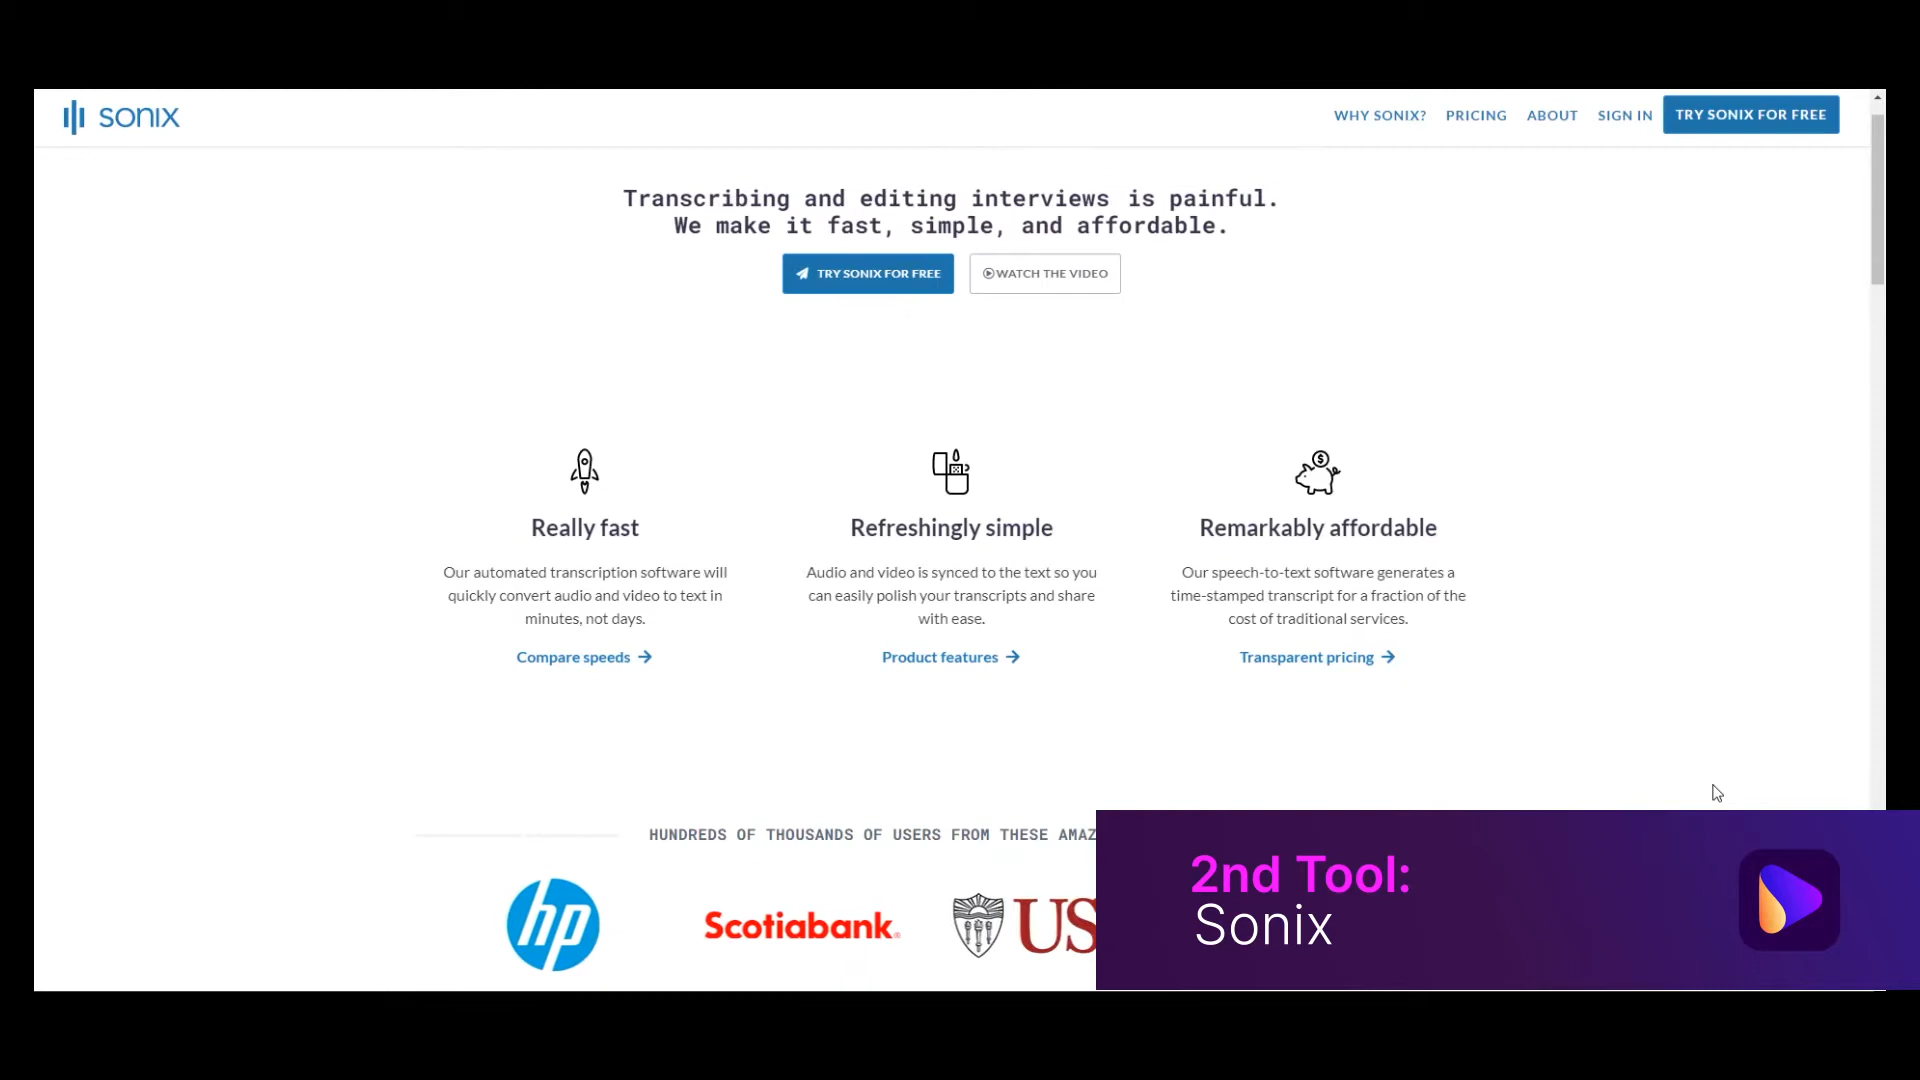 sonix
WHY SONIX? PRICING ABOUT SIGN IN TRY SONIX FOR FREE
Transcribing and editing interviews is painful.
We make it fast, simple, and affordable.
TRY SONIX FOR FREE
WATCH THE VIDEO
Really fast
Our automated transcription software will
quickly convert audio and video to text in
minutes, not days.
Compare speeds
Refreshingly simple
Audio and video is synced to the text so you
can easily polish your transcripts and share
with ease.
Product features
$
Remarkably affordable
Our speech-to-text software generates a
time-stamped transcript for a fraction of the
cost of traditional services.
Transparent pricing
HUNDREDS OF THOUSANDS OF USERS FROM THESE
hp
Scotiabank
2nd Tool:
Sonix